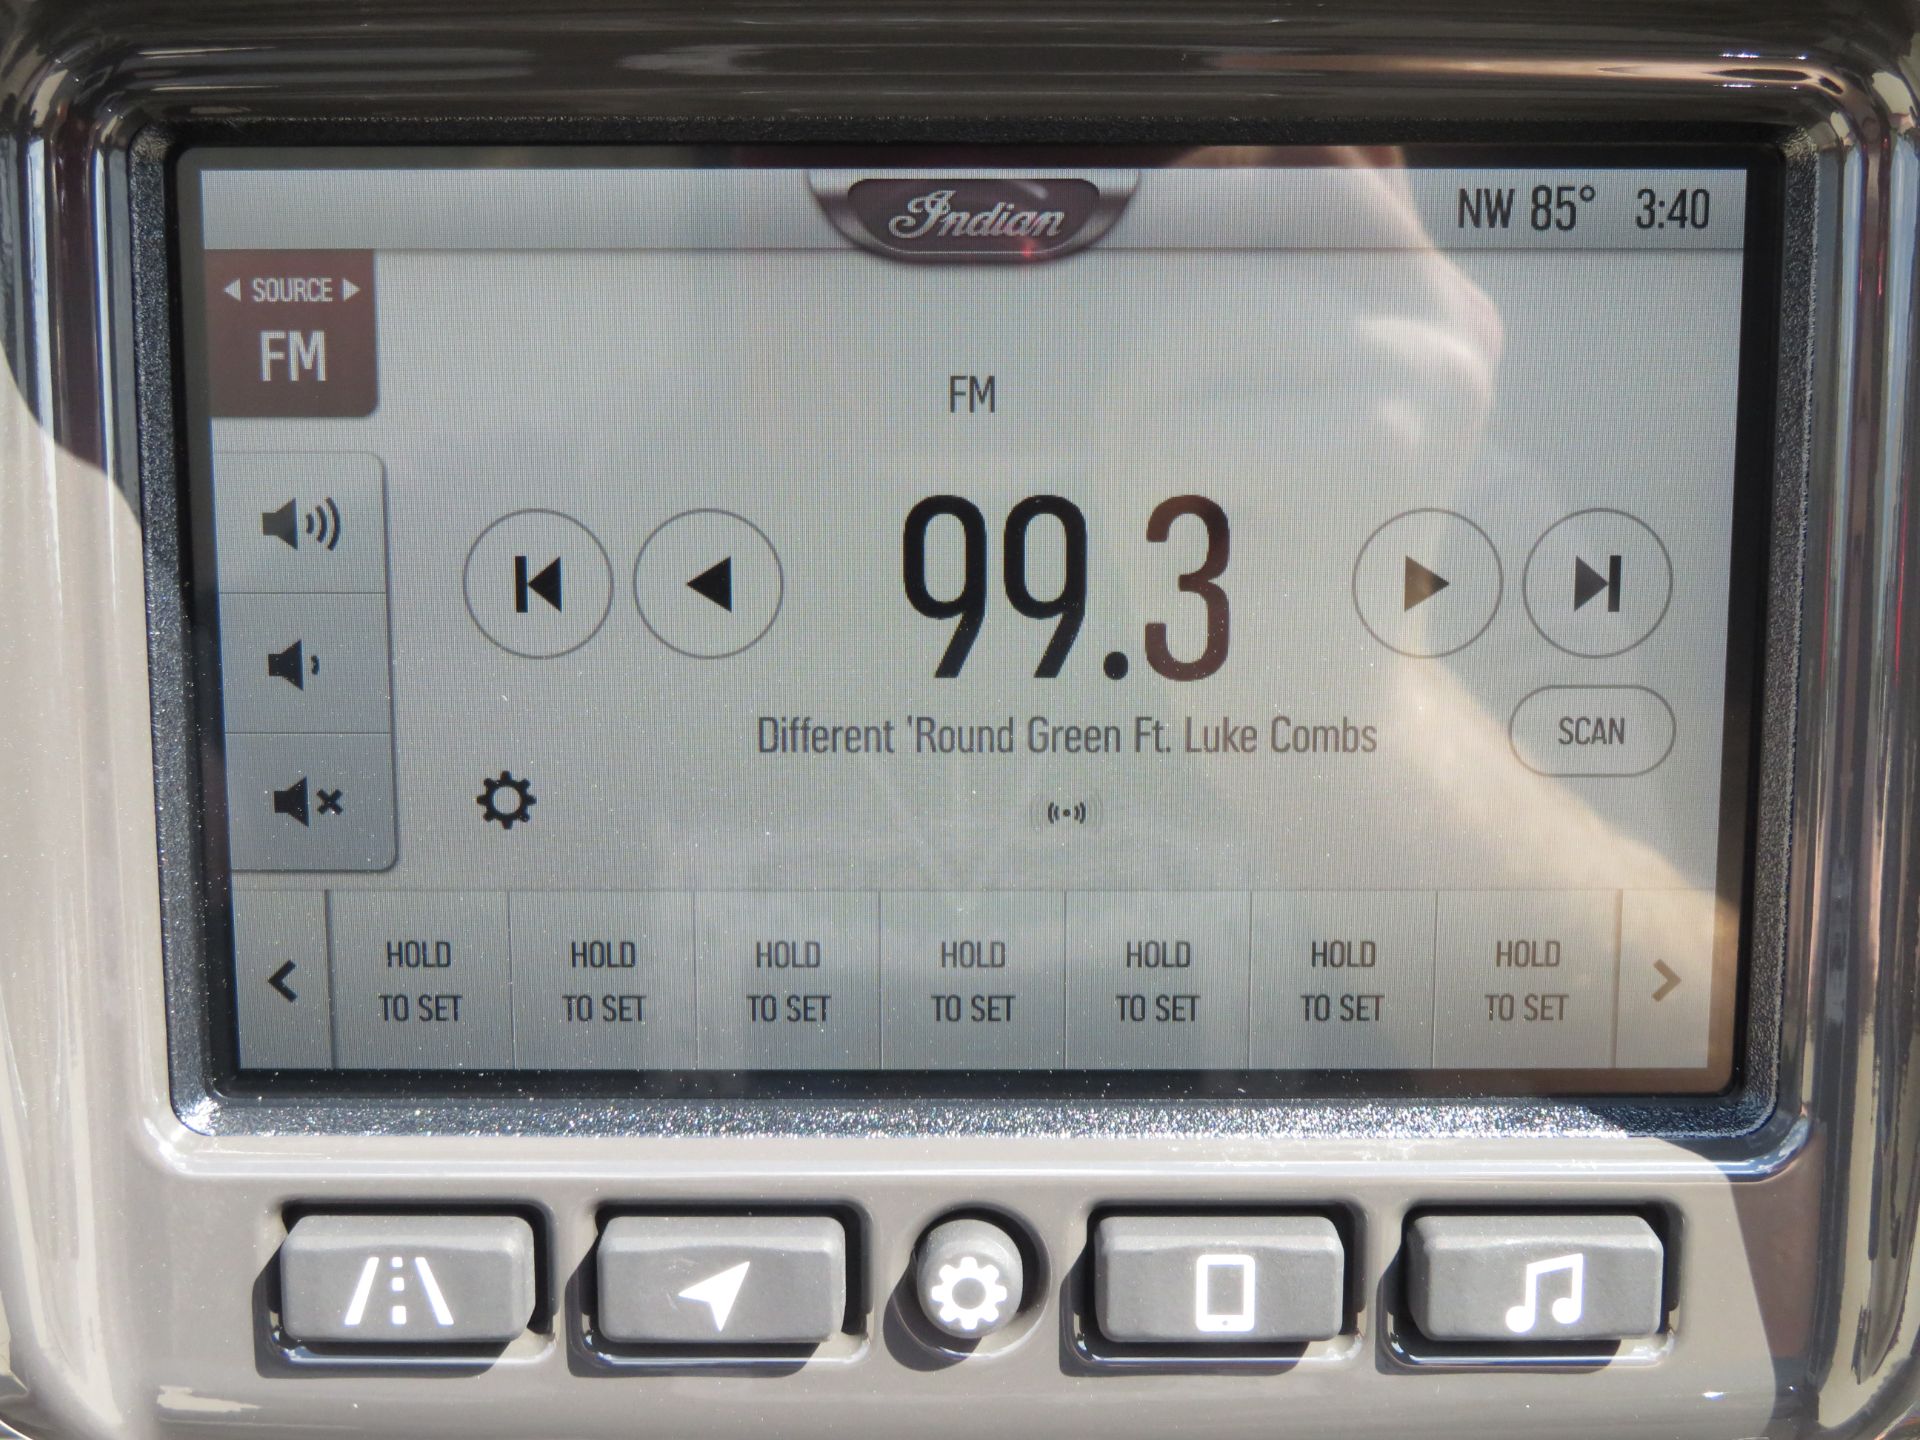 Indian
NW 85° 3:40
SOURCE
FM
FM
99.3
Different 'Round Green Ft. Luke Combs
SCAN
HOLD TO SET
HOLD TO SET
HOLD TO SET
HOLD TO SET
HOLD TO SET
HOLD TO SET
HOLD TO SET